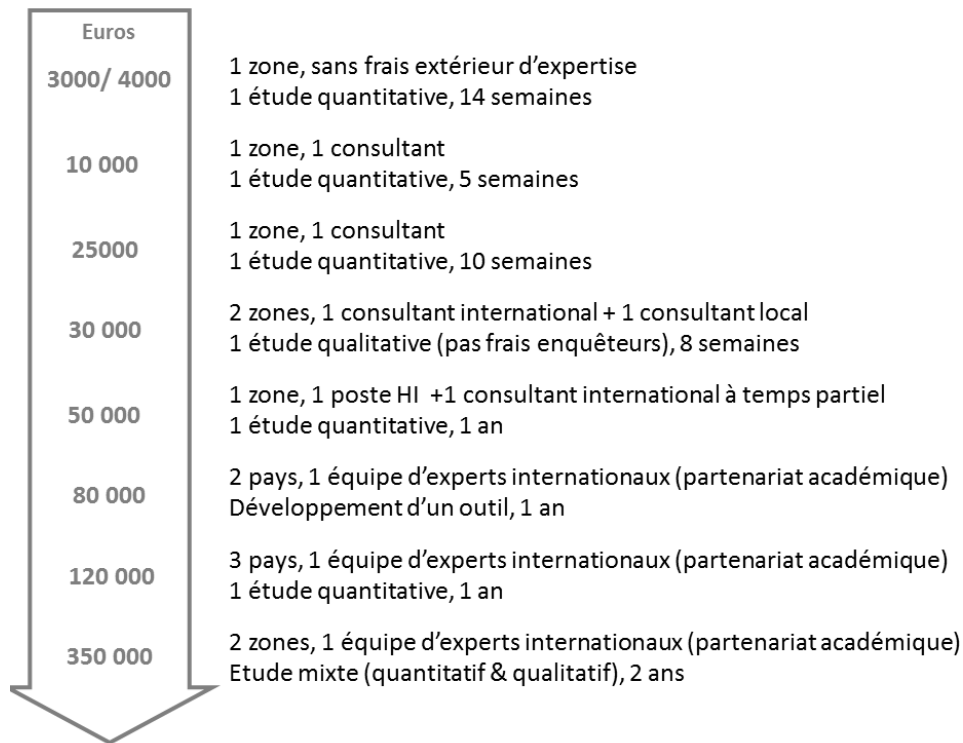 Euros
3000/ 4000
1 zone, sans frais extérieur d’expertise
1 étude quantitative, 14 semaines
10 000
1 zone, 1 consultant
1 étude quantitative, 5 semaines
25000
1 zone, 1 consultant
1 étude quantitative, 10 semaines
30 000
2 zones, 1 consultant international + 1 consultant local
1 étude qualitative (pas frais enquêteurs), 8 semaines
50 000
1 zone, 1 poste HI +1 consultant international à temps partiel
1 étude quantitative, 1 an
80 000
2 pays, 1 équipe d’experts internationaux (partenariat académique)
Développement d’un outil, 1 an
120 000
3 pays, 1 équipe d’experts internationaux (partenariat académique)
1 étude quantitative, 1 an
350 000
2 zones, 1 équipe d’experts internationaux (partenariat académique)
Etude mixte (quantitatif & qualitatif), 2 ans